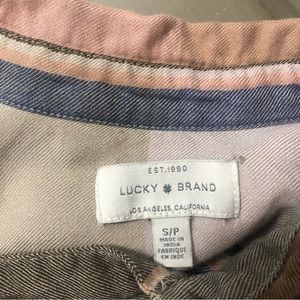 EST. 1990
LUCKY BRAND
LOS ANGELES, CALIFORNIA
S/P
MADE IN
INDIA
FABRIQUE
EN INDE